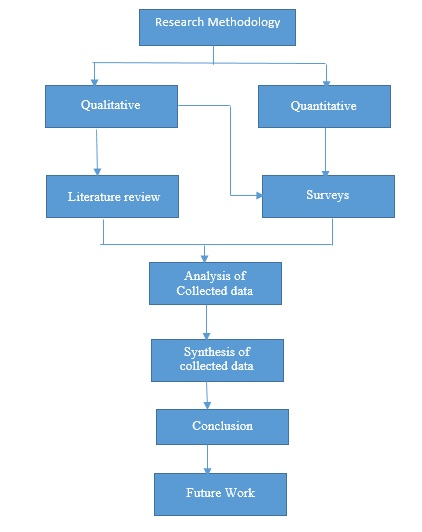 Research Methodology
Qualitative
Quantitative
Literature review
Surveys
Analysis of
Collected data
Synthesis of
collected data
Conclusion
Future Work